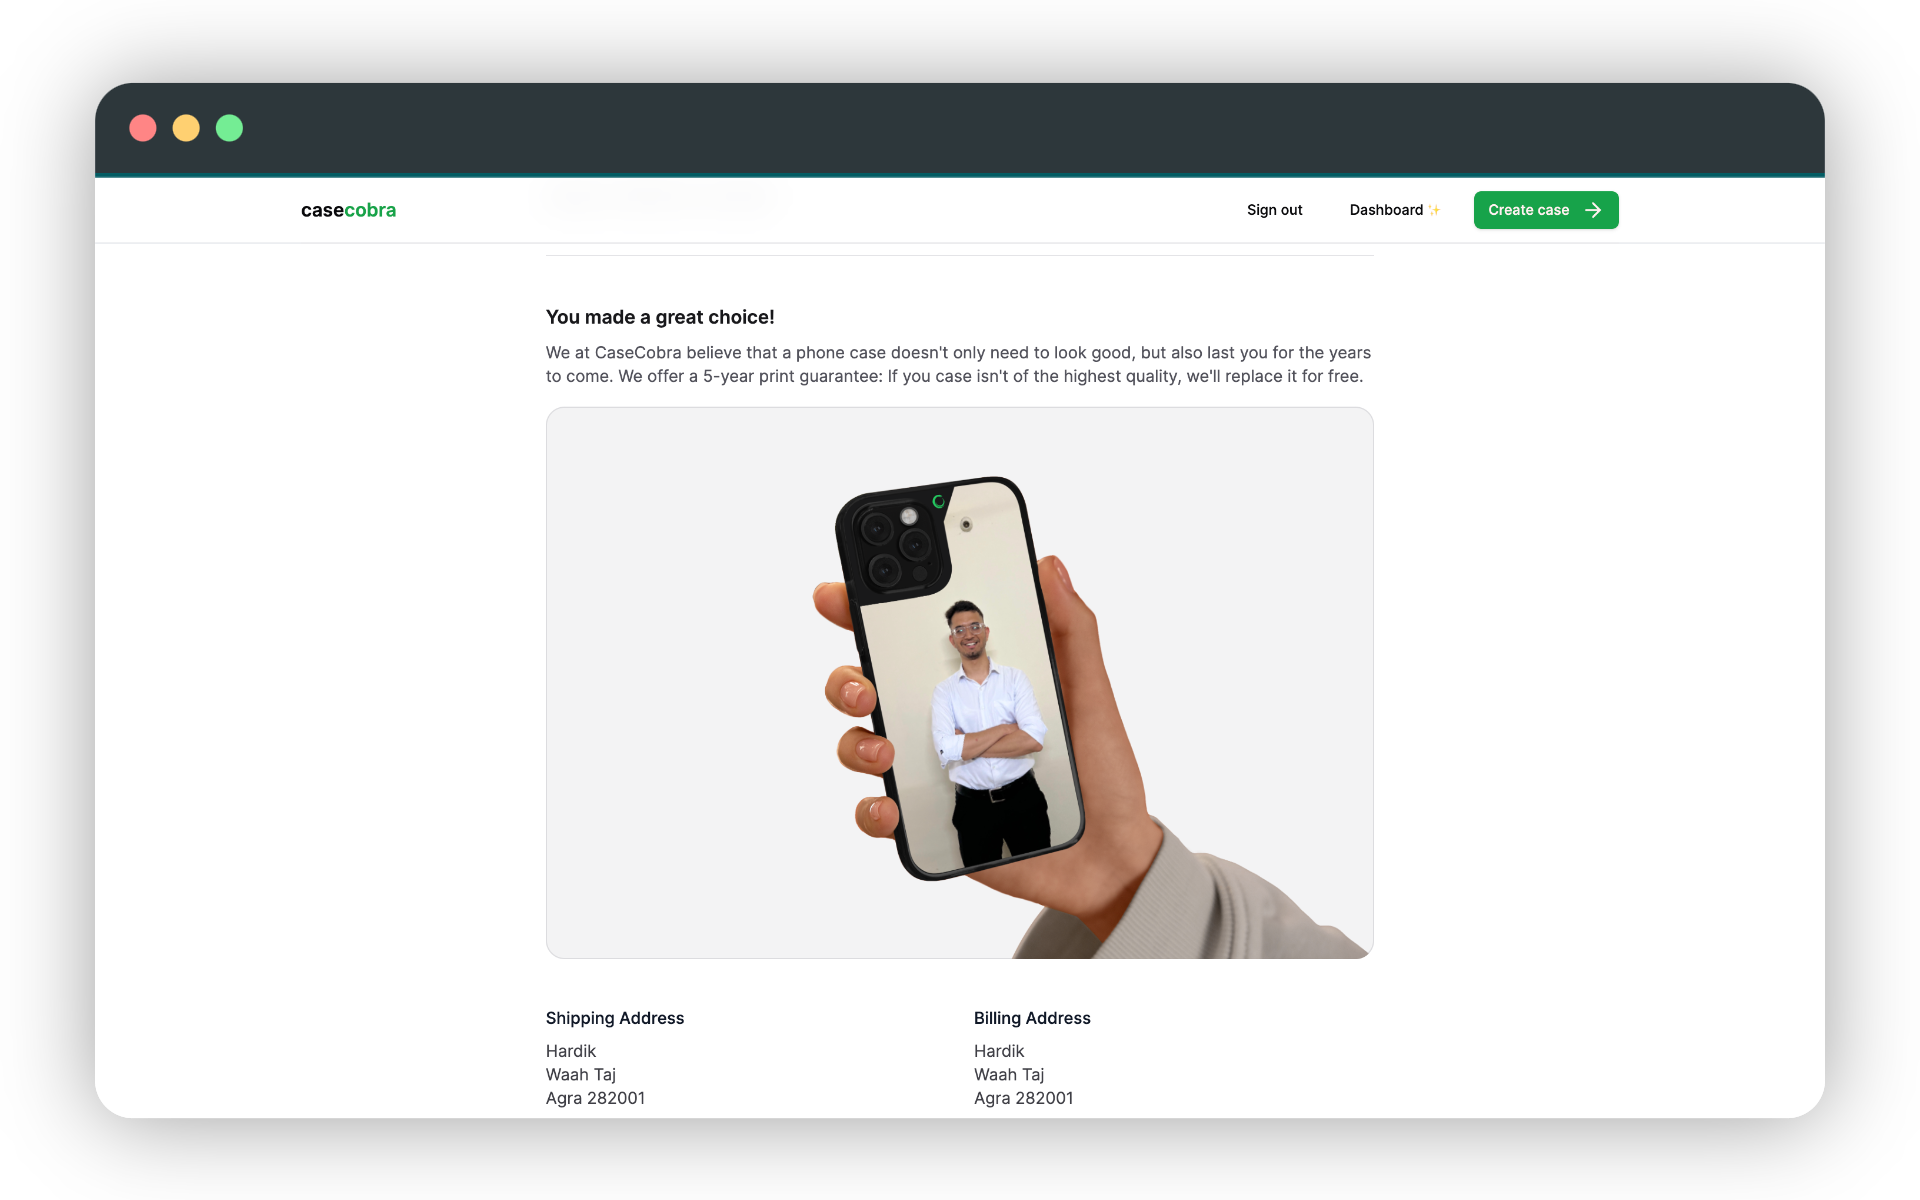 casecobra
Sign out
Dashboard ✨
Create case →
You made a great choice!
We at CaseCobra believe that a phone case doesn't only need to look good, but also last you for the years
to come. We offer a 5-year print guarantee: If you case isn't of the highest quality, we'll replace it for free.
Shipping Address
Hardik
Waah Taj
Agra 282001
Billing Address
Hardik
Waah Taj
Agra 282001